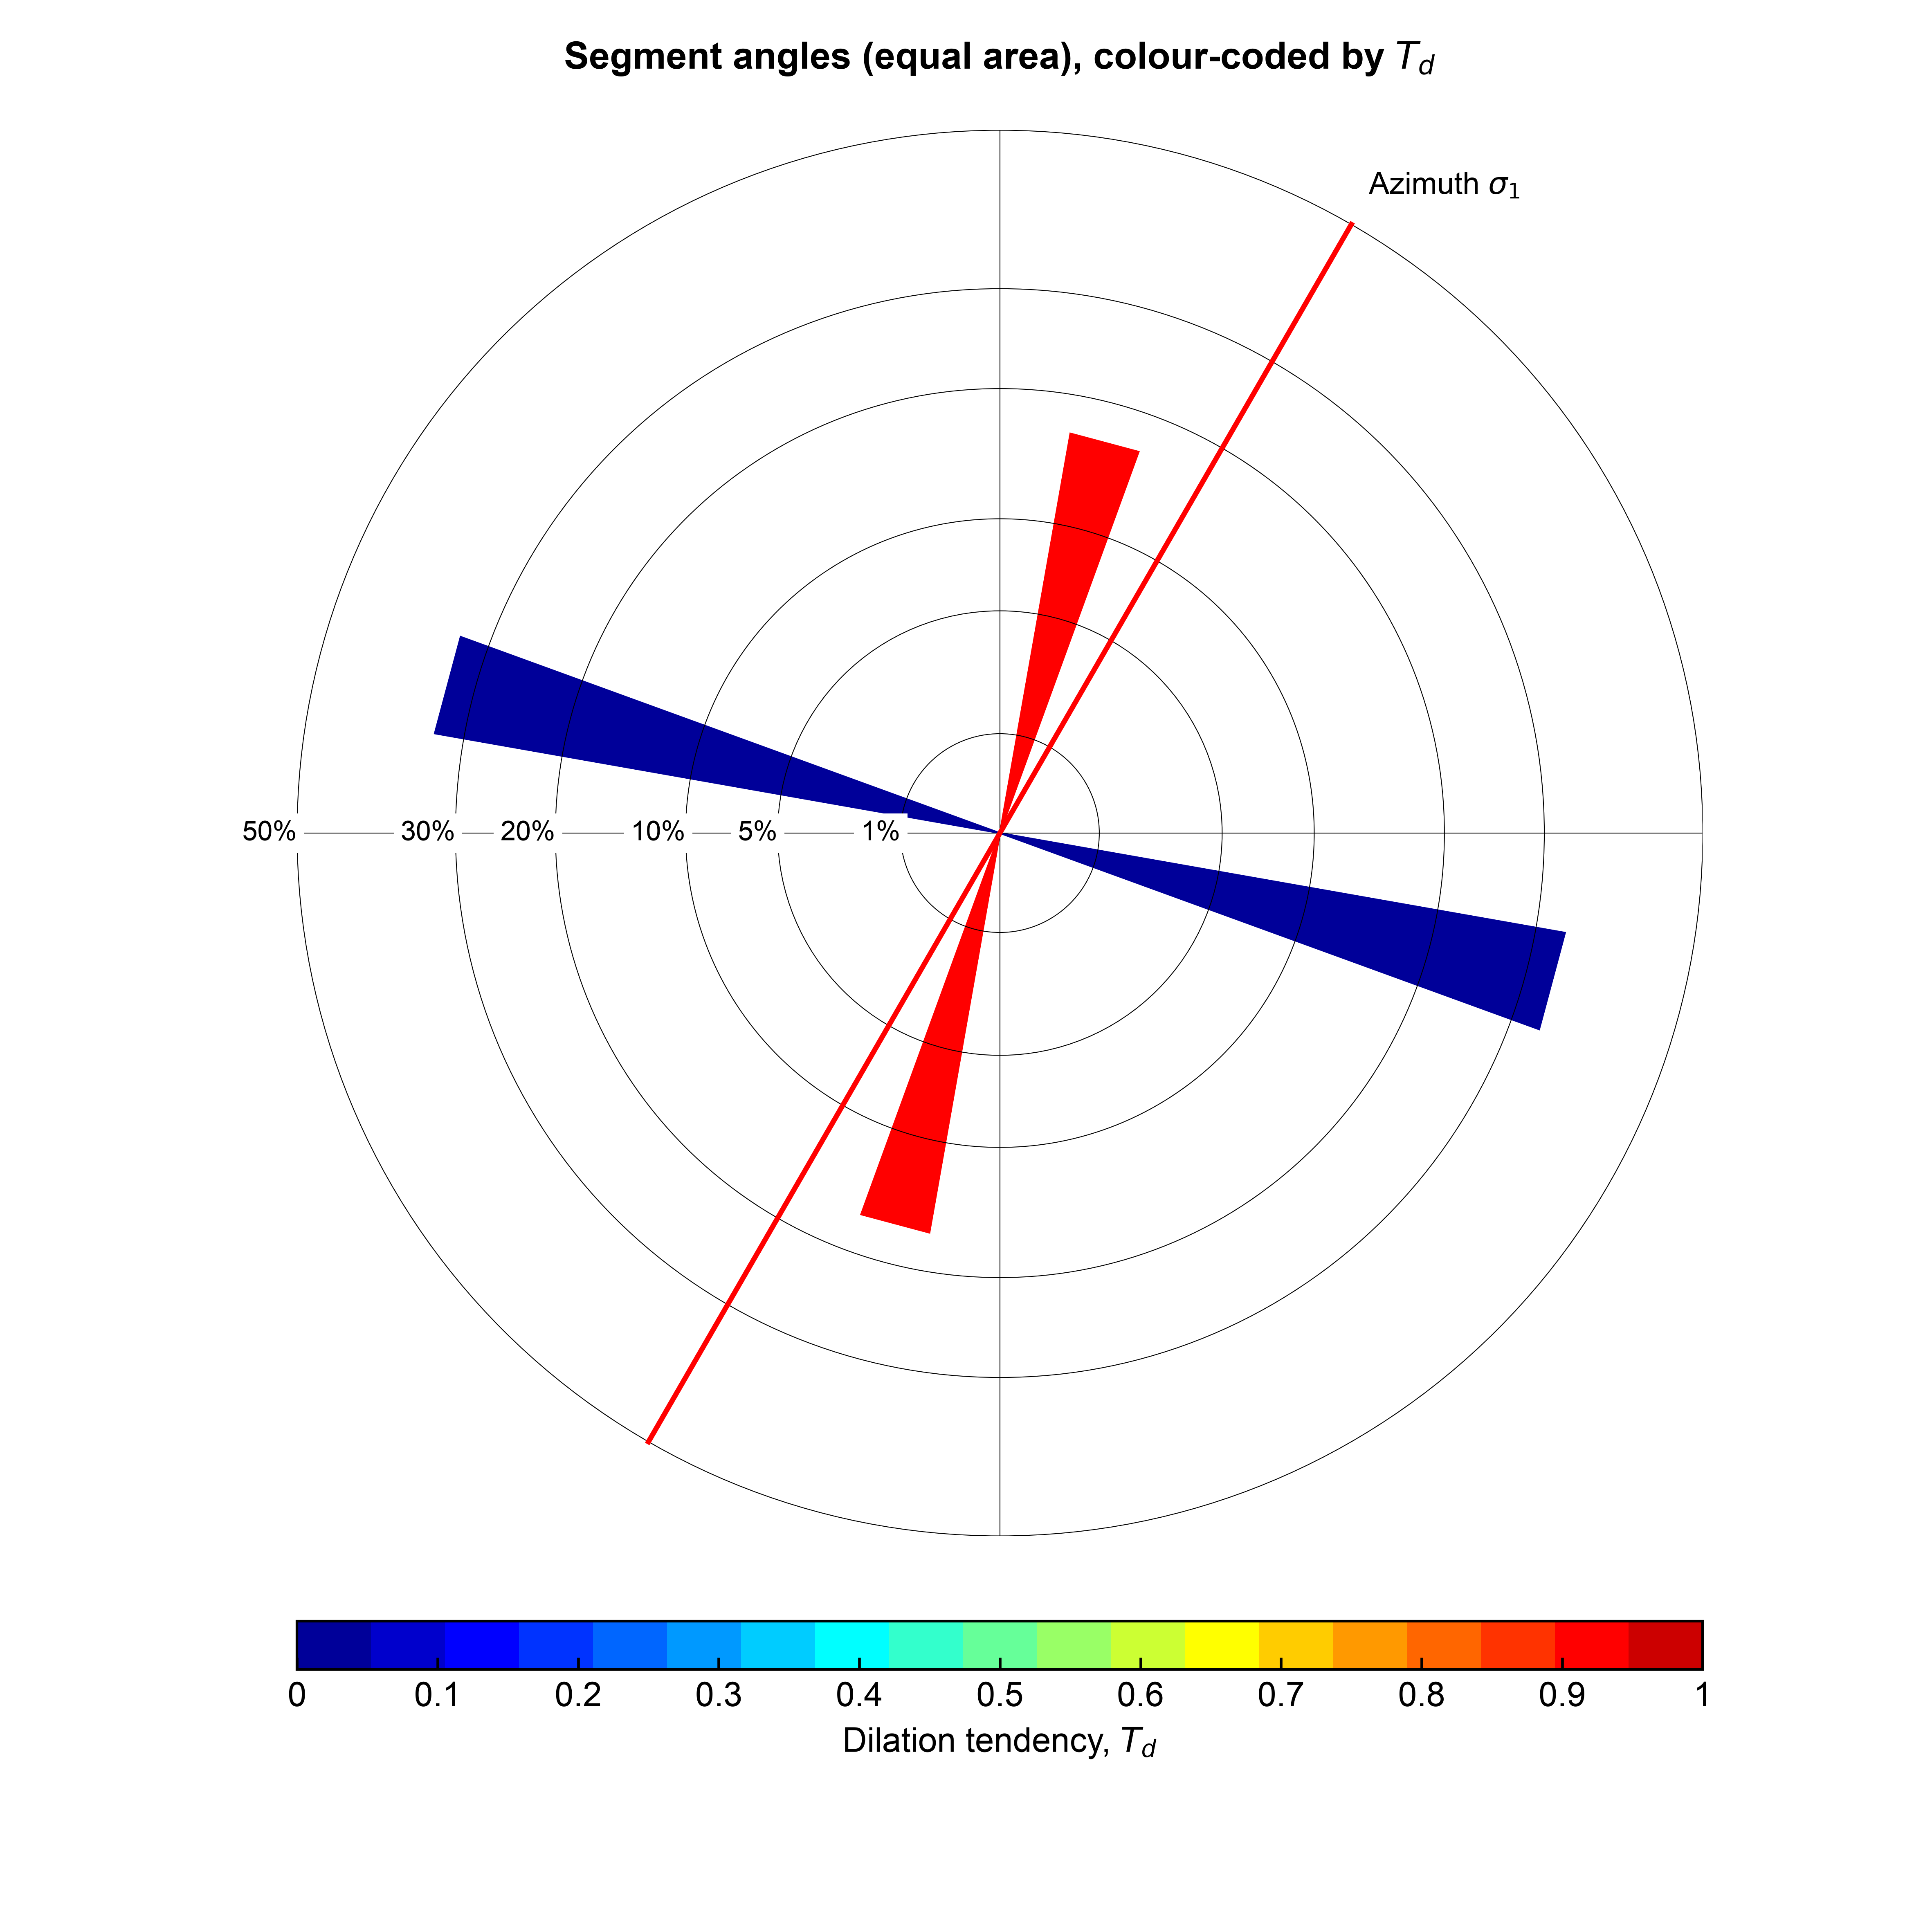 Segment angles (equal area), colour-coded by T_d
Azimuth σ₁
50% 30% 20% 10% 5% 1%
0 0.1 0.2 0.3 0.4 0.5 0.6 0.7 0.8 0.9 1
Dilation tendency, T_d